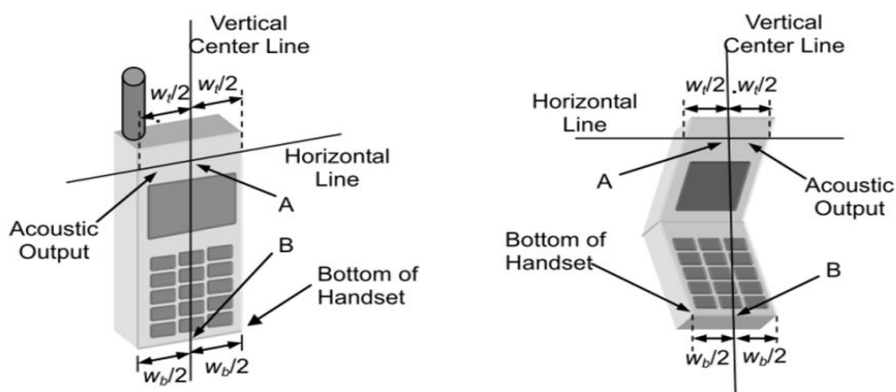 Vertical
Center Line
wt/2
wt/2
Horizontal
Line
A
Acoustic
Output
B
Bottom of
Handset
wb/2
wb/2
Vertical
Center Line
wt/2
wt/2
Horizontal
Line
A
Acoustic
Output
Bottom of
Handset
B
wb/2
wb/2